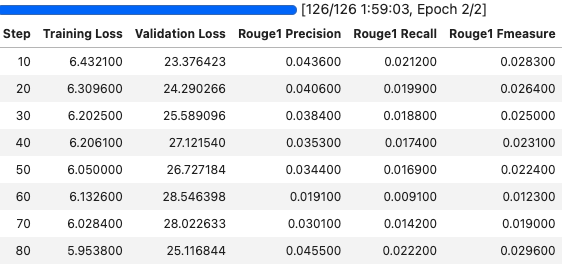 [126/126 1:59:03, Epoch 2/2]
Step Training Loss Validation Loss Rouge1 Precision Rouge1 Recall Rouge1 Fmeasure
10 6.432100 23.376423 0.043600 0.021200 0.028300
20 6.309600 24.290266 0.040600 0.019800 0.026400
30 6.202500 25.589096 0.038400 0.018900 0.025000
40 6.206100 27.121540 0.035300 0.017400 0.023100
50 6.050000 26.727184 0.034400 0.016900 0.022400
60 6.132600 28.546398 0.019100 0.009100 0.012300
70 6.028400 28.022633 0.030100 0.014200 0.019000
80 5.953800 25.116844 0.045500 0.022200 0.029600